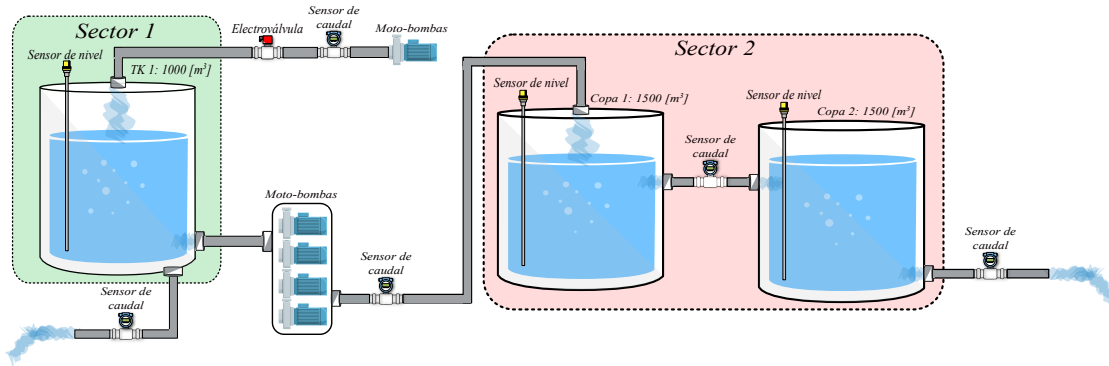 Sector 1
Sensor de nivel
TK 1: 1000 [m³]
Electroválvula
Sensor de
caudal
Moto-bombas
Sector 2
Sensor de nivel
Copa 1: 1500 [m³]
Sensor de
caudal
Sensor de nivel
Copa 2: 1500 [m³]
Moto-bombas
Sensor de
caudal
Sensor de
caudal
Sensor de
caudal